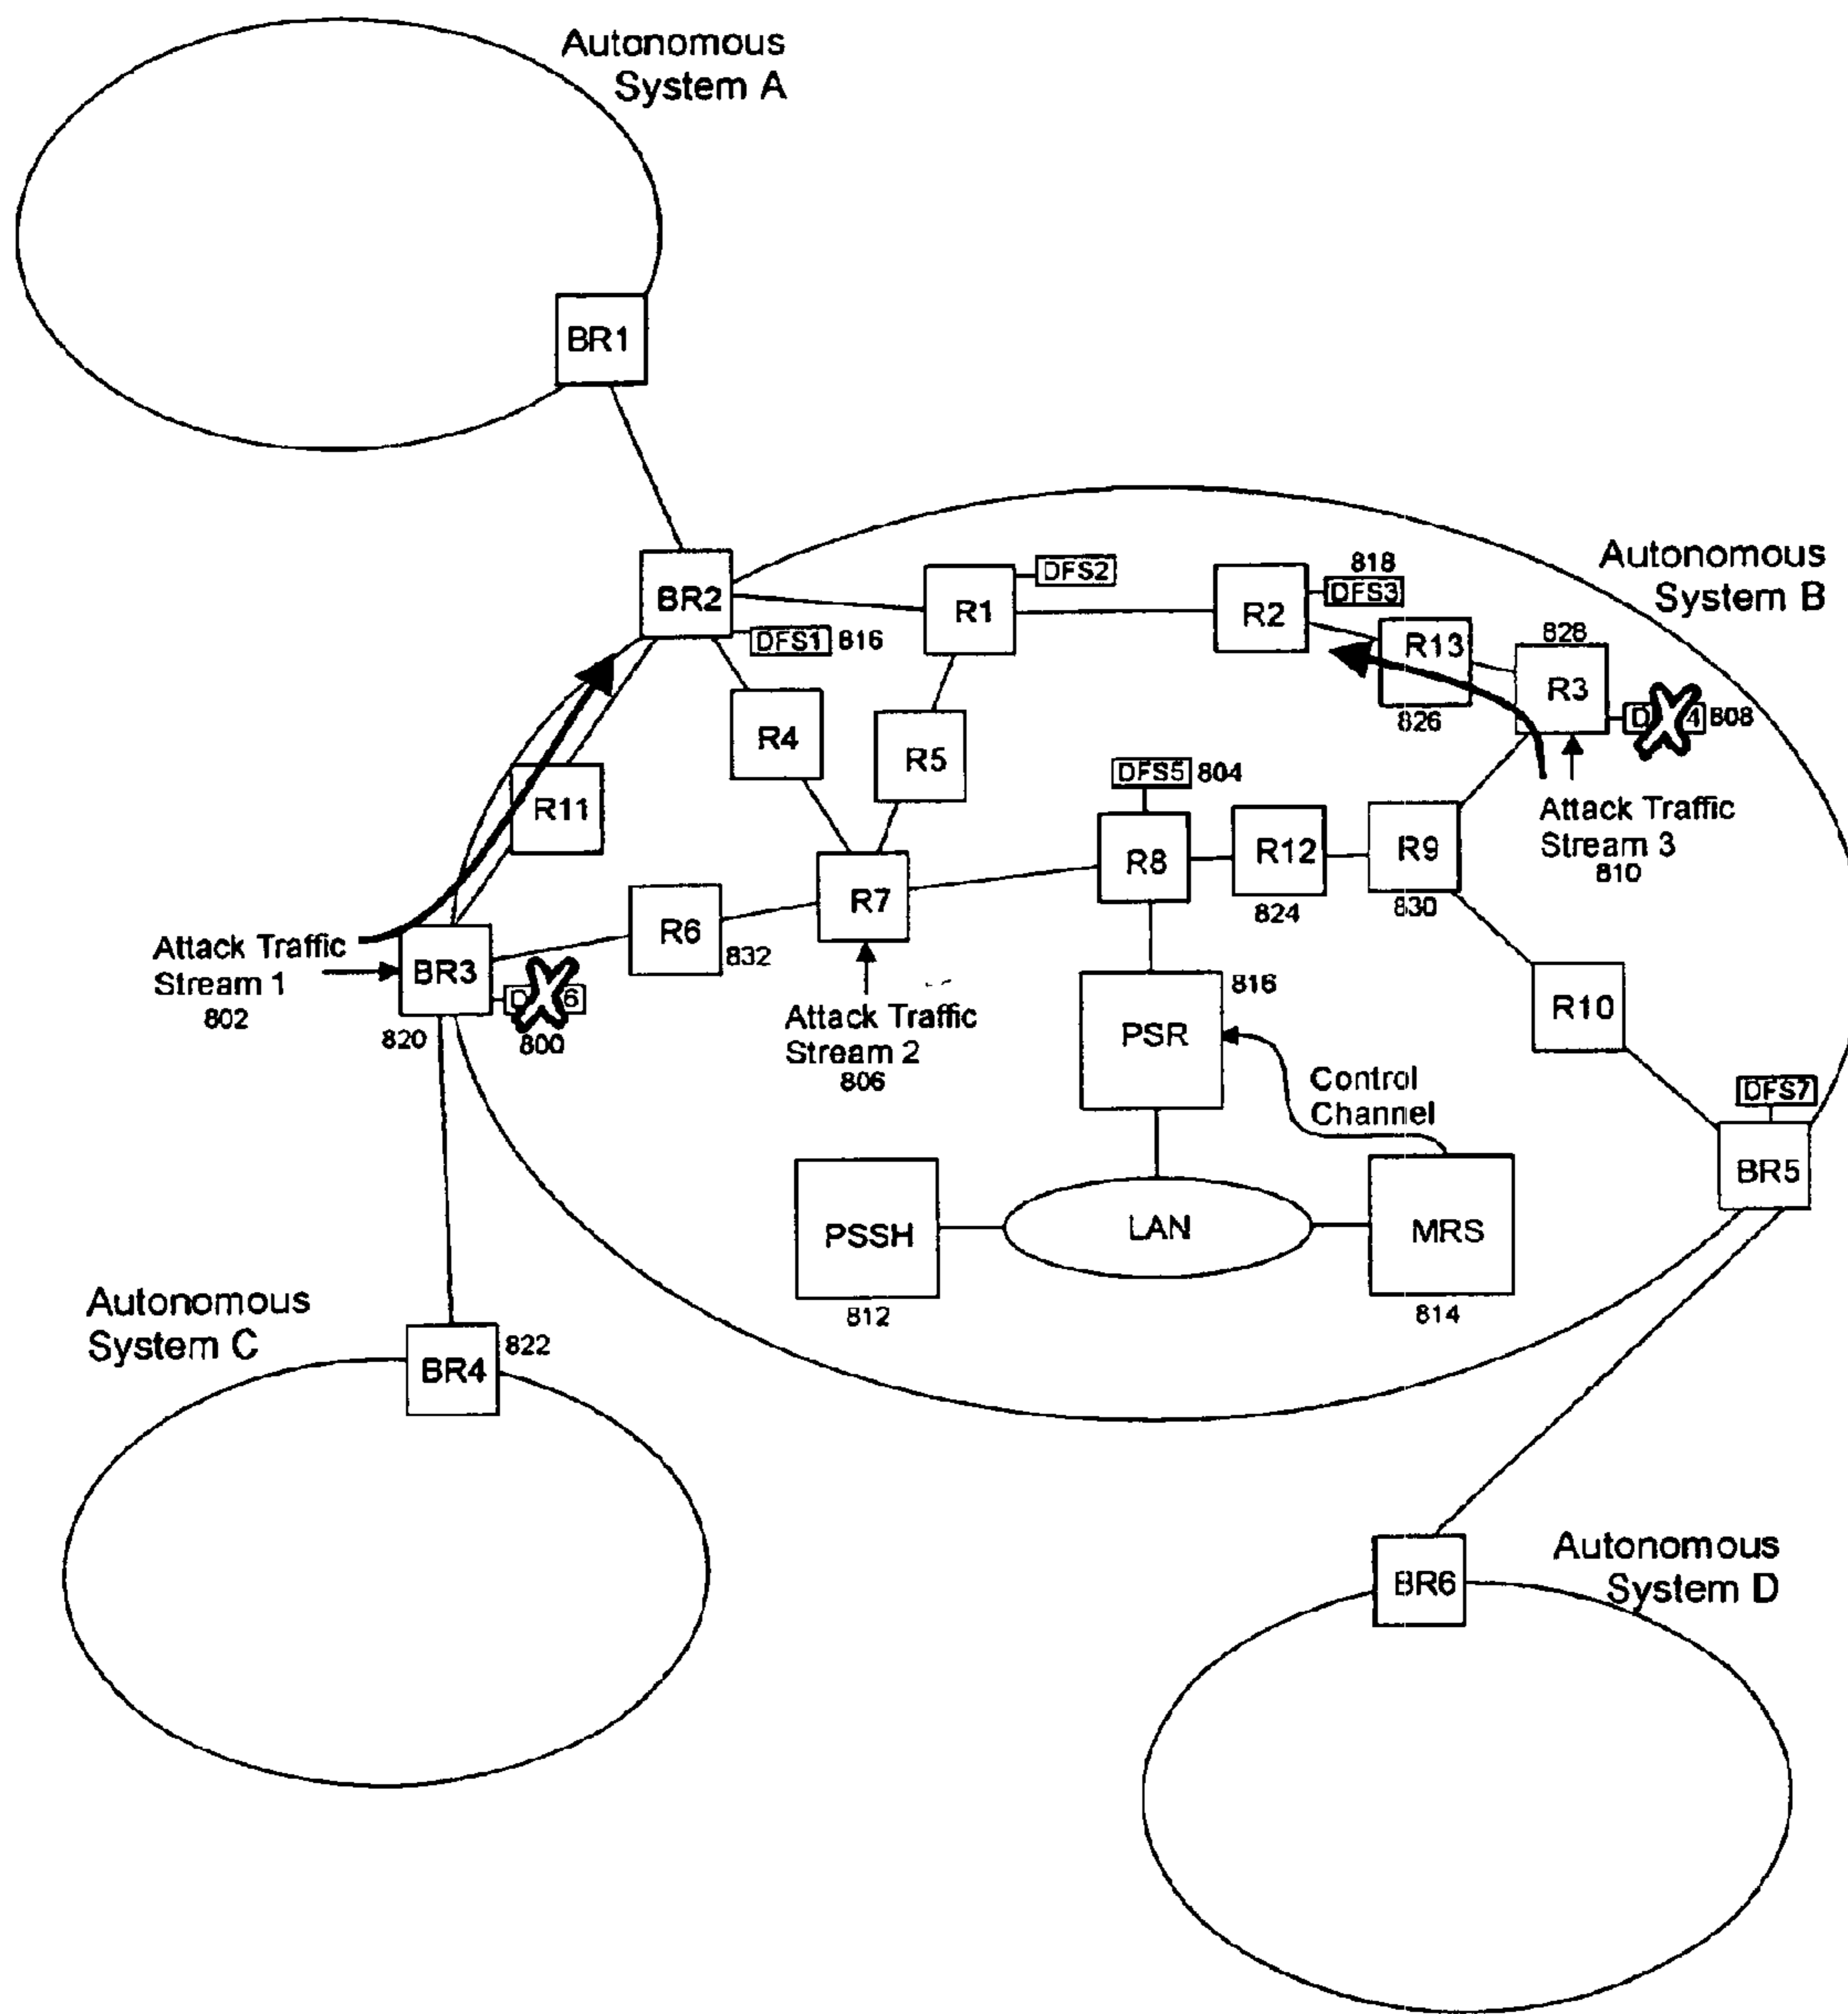 Autonomous
System A
BR1
Autonomous
System B
BR2
DFS1 816
R1
DFS2
R2
818
DFS3
R13
826
828
R3
D 4 808
R4
R5
R11
DFS5 804
R8
R12
824
R9
830
Attack Traffic
Stream 3
810
R7
R6
832
Attack Traffic
Stream 1
802
BR3
820
D 6
800
Attack Traffic
Stream 2
806
816
PSR
R10
Control
Channel
DFS7
BR5
PSSH
812
LAN
MRS
814
Autonomous
System C
BR4
822
BR6
Autonomous
System D